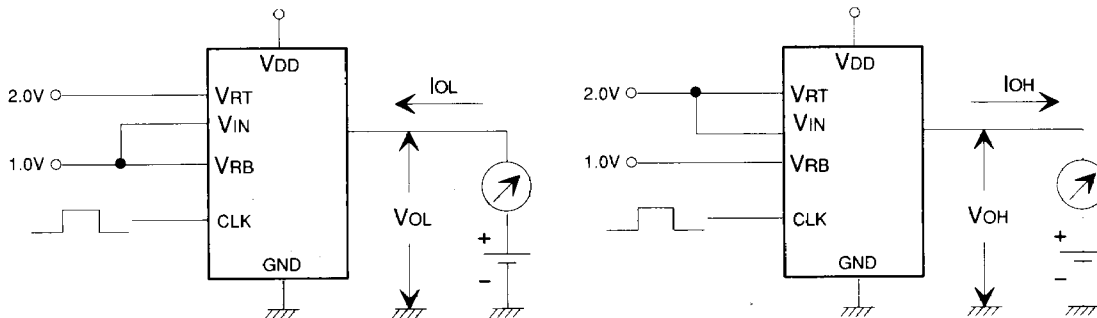 VDD
2.0V
VRT
IOL
VIN
1.0V
VRB
CLK
VOL
+
−
GND
VDD
2.0V
VRT
IOH
VIN
1.0V
VRB
CLK
VOH
+
−
GND